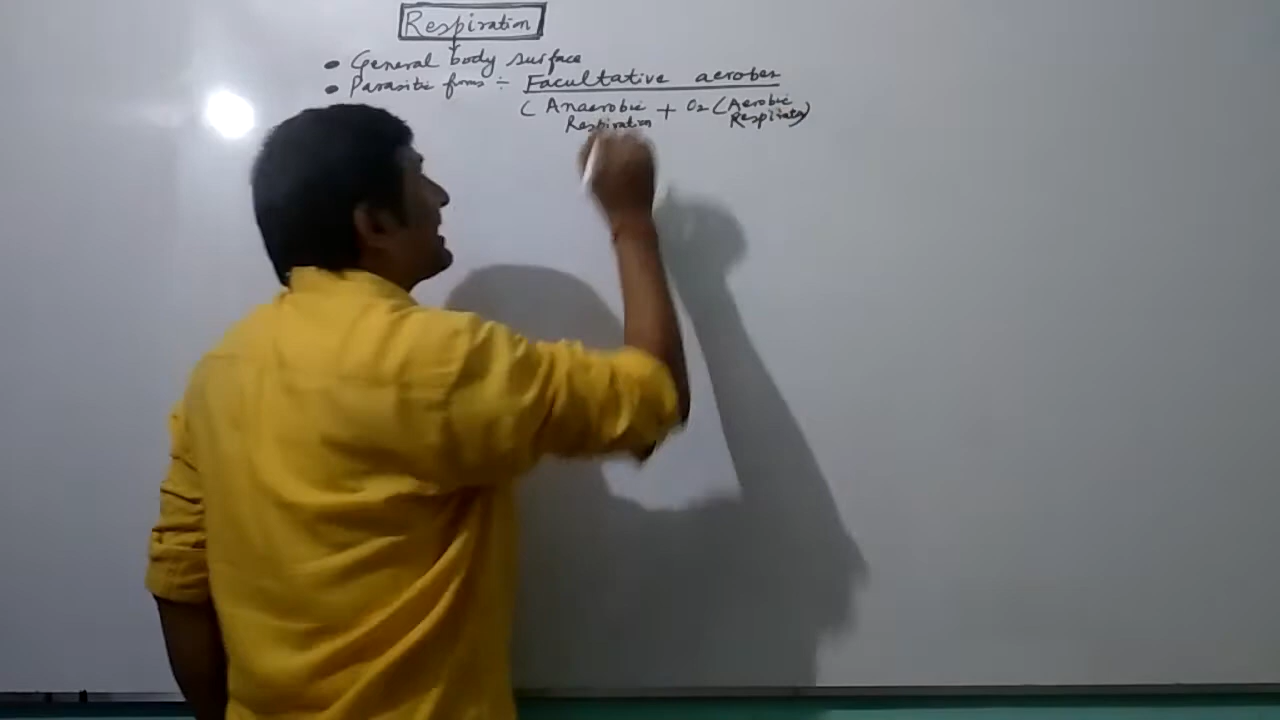 Respiration
• General body surface
• Parasitic forms ÷ Facultative aerobes
( Anaerobic Respiration + O2 (Aerobic Respiration)